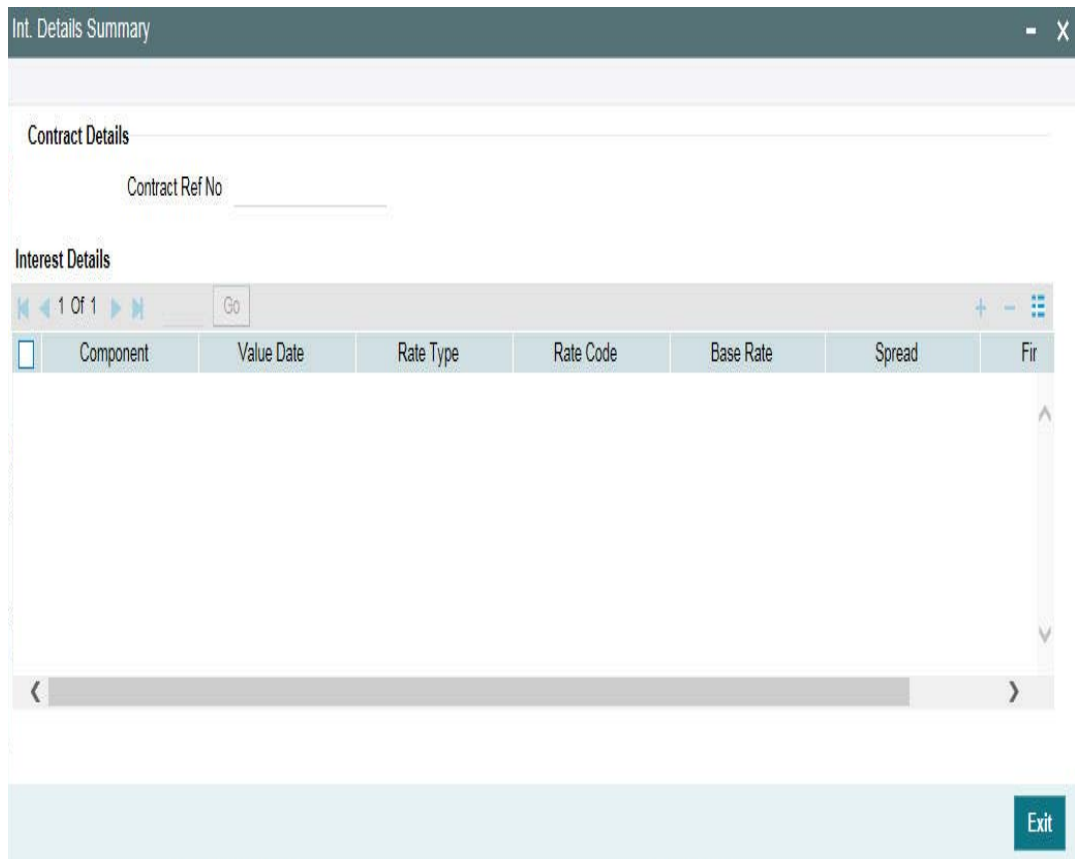 Int. Details Summary
Contract Details
Contract Ref No
Interest Details
1 Of 1 Go
Component Value Date Rate Type Rate Code Base Rate Spread Fir
Exit